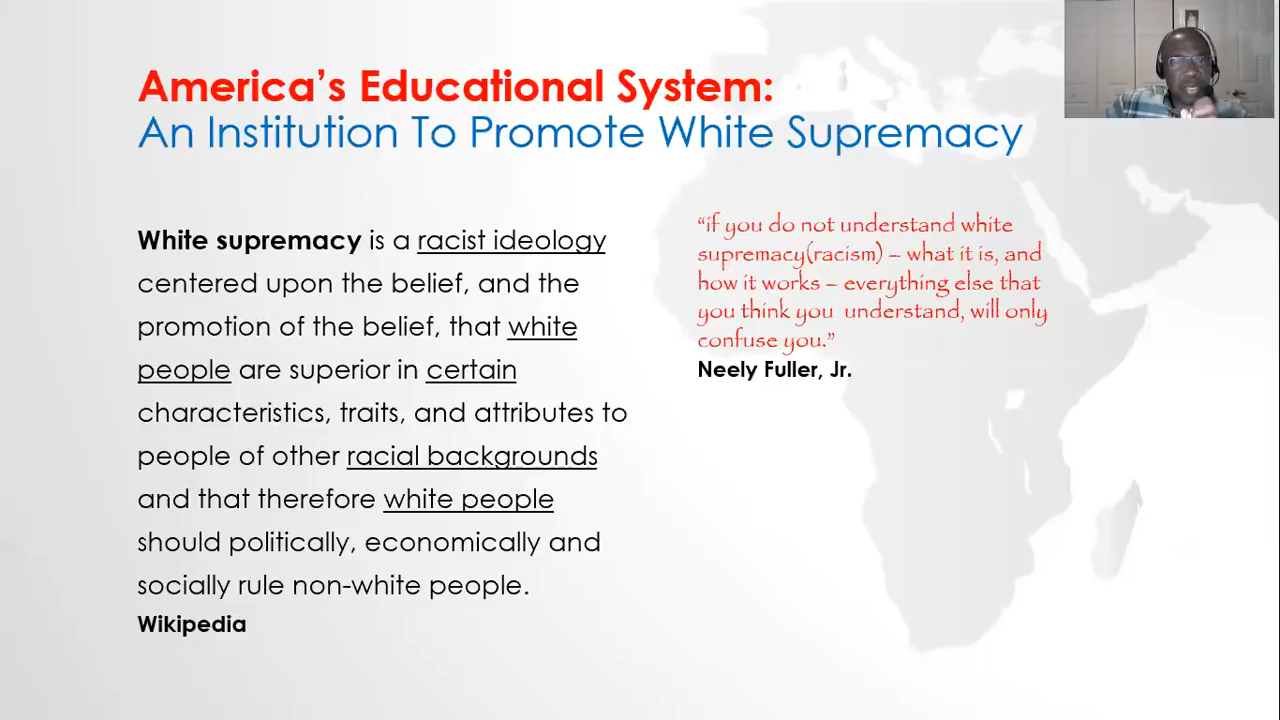 America's Educational System:
An Institution To Promote White Supremacy
White supremacy is a racist ideology
centered upon the belief, and the
promotion of the belief, that white
people are superior in certain
characteristics, traits, and attributes to
people of other racial backgrounds
and that therefore white people
should politically, economically and
socially rule non-white people.
Wikipedia
“if you do not understand white
supremacy(racism) – what it is, and
how it works – everything else that
you think you understand, will only
confuse you.”
Neely Fuller, Jr.